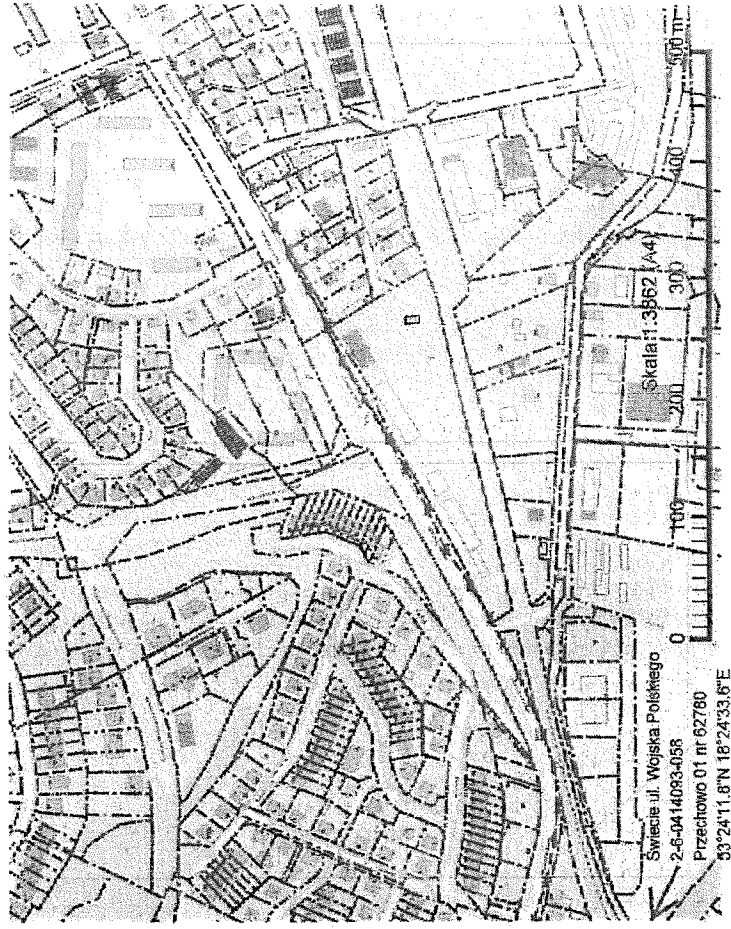 Świecie ul. Wojska Polskiego
2-6-0414093-058
Przechowo 01 nr 62780
53°24'11.8"N 18°24'33.6"E
Skala 1:3862 (A4)
0 100 200 300 400 500 m